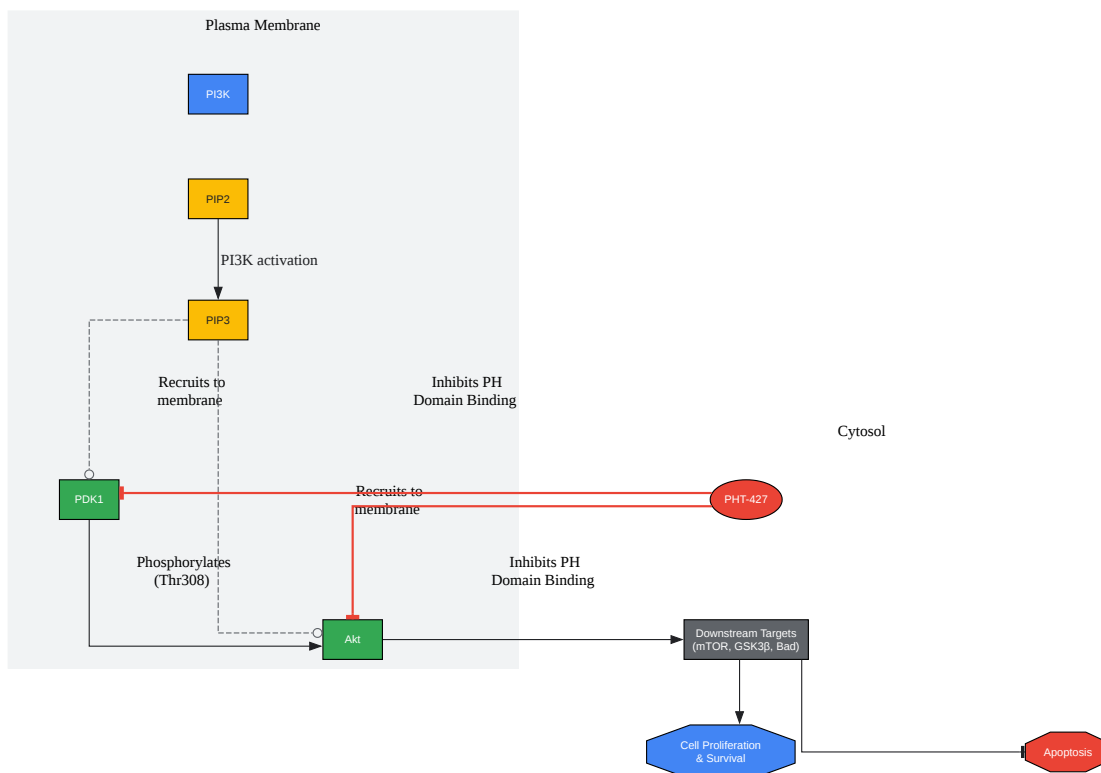 Plasma Membrane
PI3K
PIP2
PI3K activation
PIP3
Recruits to
membrane
Inhibits PH
Domain Binding
Cytosol
PDK1
Recruits to
membrane
PHT-427
Phosphorylates
(Thr308)
Inhibits PH
Domain Binding
Akt
Downstream Targets
(mTOR, GSK3β, Bad)
Cell Proliferation
& Survival
Apoptosis